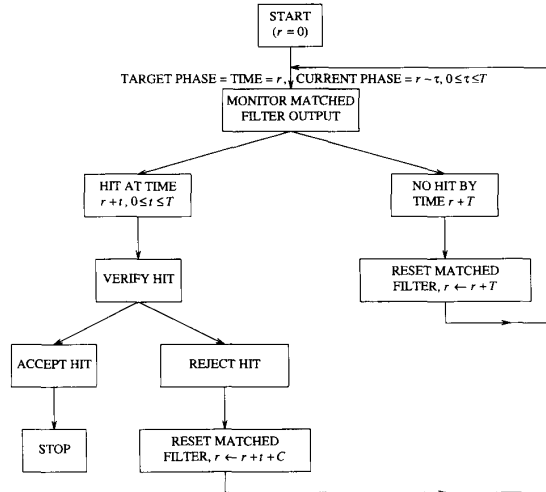 START
(r = 0)
TARGET PHASE = TIME = r, CURRENT PHASE = r ~ τ, 0≤τ≤T
MONITOR MATCHED
FILTER OUTPUT
HIT AT TIME
r + t, 0≤t≤T
NO HIT BY
TIME r + T
VERIFY HIT
RESET MATCHED
FILTER, r ← r + T
ACCEPT HIT
REJECT HIT
STOP
RESET MATCHED
FILTER, r ← r + t + C